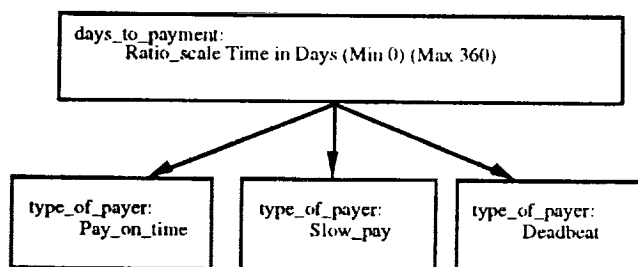 days_to_payment:
Ratio_scale Time in Days (Min 0) (Max 360)
type_of_payer:
Pay_on_time
type_of_payer:
Slow_pay
type_of_payer:
Deadbeat